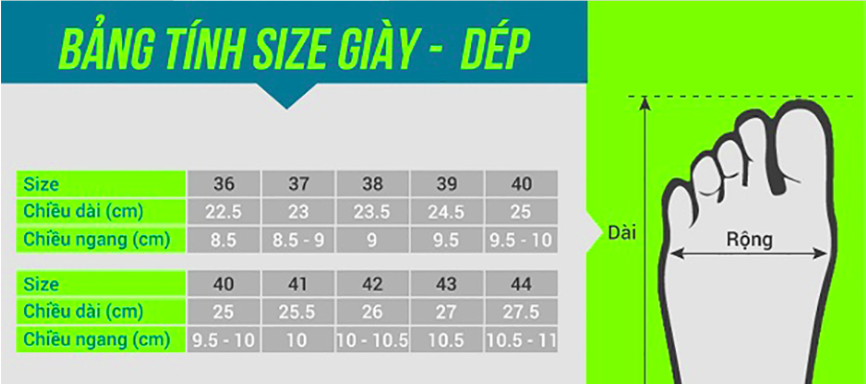 BẢNG TÍNH SIZE GIÀY - DÉP
Size 36 37 38 39 40
Chiều dài (cm) 22.5 23 23.5 24.5 25
Chiều ngang (cm) 8.5 8.5 - 9 9 9.5 9.5 - 10
Size 40 41 42 43 44
Chiều dài (cm) 25 25.5 26 27 27.5
Chiều ngang (cm) 9.5 - 10 10 10 - 10.5 10.5 10.5 - 11
Dài
Rộng